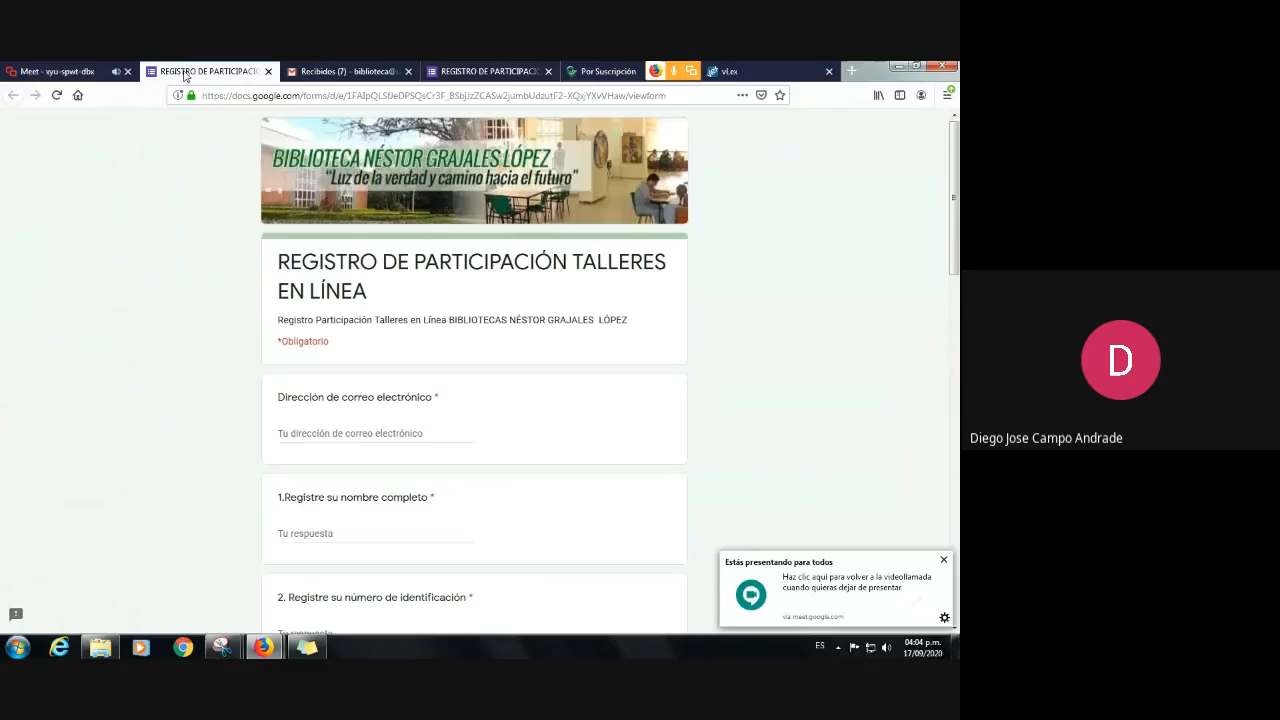 Meet - xyu-spwt-dbx
REGISTRO DE PARTICIPACIÓ
Recibidos (7) - biblioteca@u
REGISTRO DE PARTICIPACIÓ
Por Suscripción
vLex
BIBLIOTECA NÉSTOR GRAJALES LÓPEZ
"Luz de la verdad y camino hacia el futuro"
REGISTRO DE PARTICIPACIÓN TALLERES
EN LÍNEA
Registro Participación Talleres en Línea BIBLIOTECAS NÉSTOR GRAJALES LÓPEZ
*Obligatorio
Dirección de correo electrónico *
Tu dirección de correo electrónico
1.Registre su nombre completo *
Tu respuesta
2. Registre su número de identificación *
Tu respuesta
Estás presentando para todos
Haz clic aquí para volver a la videollamada
cuando quieras dejar de presentar
via meet.google.com
ES
04:04 p.m.
17/09/2020
D
Diego Jose Campo Andrade